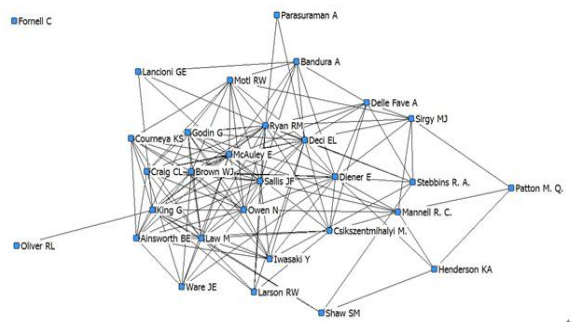 Parasuraman A
Fornell C
Bandura A
Lancioni GE
Motl RW
Delle Fave A
Sirgy MJ
Ryan RM
Godin G
Courneya KS
Deci EL
McAuley E
Craig CL
Brown WJ
Sallis JF
Diener E
Stebbins R. A.
Patton M. Q.
King G
Owen N
Mannell R. C.
Csikszentmihalyi M.
Ainsworth BE
Law M
Oliver RL
Iwasaki Y
Henderson KA
Ware JE
Larson RW
Shaw SM